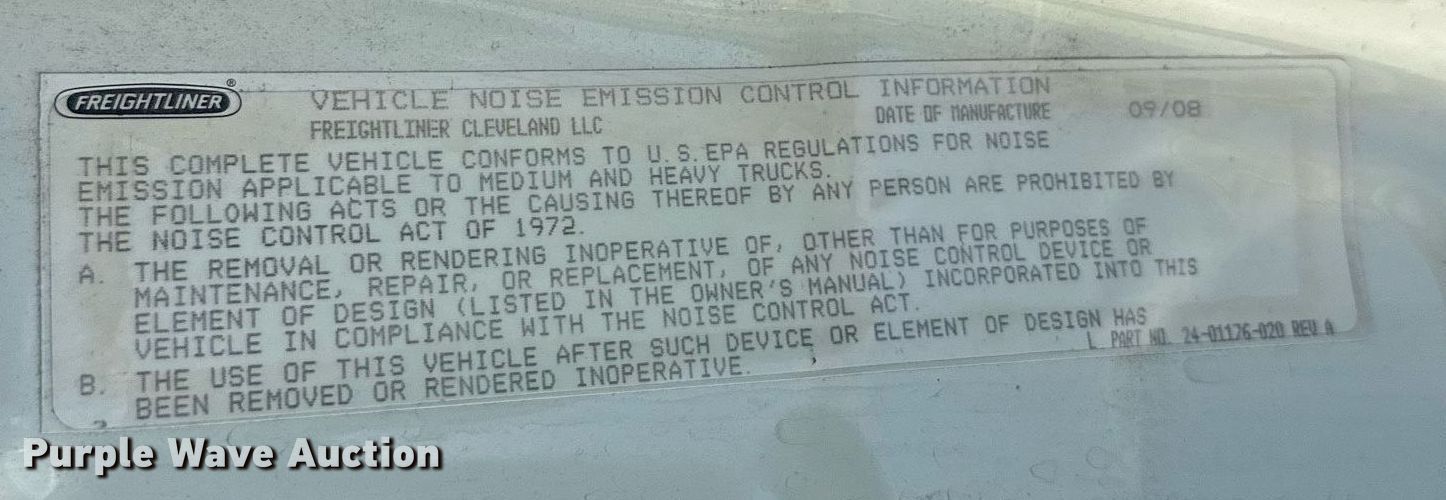 FREIGHTLINER®
VEHICLE NOISE EMISSION CONTROL INFORMATION
FREIGHTLINER CLEVELAND LLC
DATE OF MANUFACTURE 09/08
THIS COMPLETE VEHICLE CONFORMS TO U.S.EPA REGULATIONS FOR NOISE
EMISSION APPLICABLE TO MEDIUM AND HEAVY TRUCKS.
THE FOLLOWING ACTS OR THE CAUSING THEREOF BY ANY PERSON ARE PROHIBITED BY
THE NOISE CONTROL ACT OF 1972.
A. THE REMOVAL OR RENDERING INOPERATIVE OF, OTHER THAN FOR PURPOSES OF
MAINTENANCE, REPAIR, OR REPLACEMENT, OF ANY NOISE CONTROL DEVICE OR
ELEMENT OF DESIGN (LISTED IN THE OWNER'S MANUAL) INCORPORATED INTO THIS
VEHICLE IN COMPLIANCE WITH THE NOISE CONTROL ACT.
B. THE USE OF THIS VEHICLE AFTER SUCH DEVICE OR ELEMENT OF DESIGN HAS
BEEN REMOVED OR RENDERED INOPERATIVE.
L PART NO. 24-01176-020 REV A
Purple Wave Auction